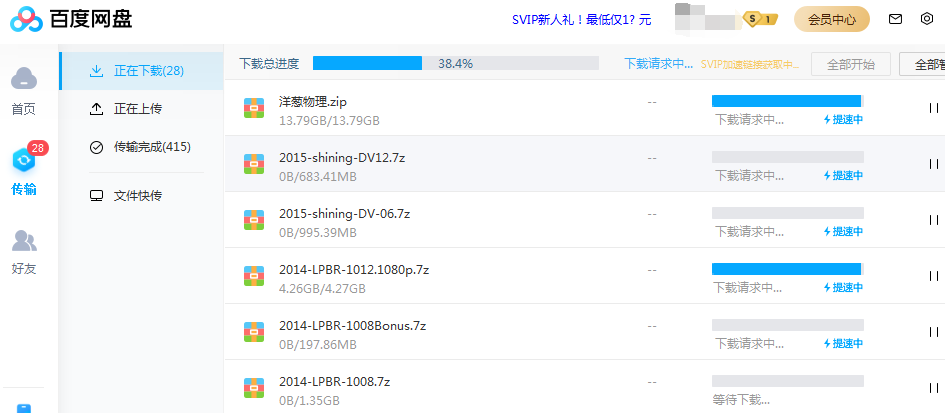 百度网盘
SVIP新人礼！最低仅1? 元
S 1
会员中心
首页
28
传输
好友
正在下载(28)
正在上传
传输完成(415)
文件快传
下载总进度
38.4%
下载请求中...
SVIP加速链接获取中...
全部开始
洋葱物理.zip
13.79GB/13.79GB
--
下载请求中...
提速中
2015-shining-DV12.7z
0B/683.41MB
--
下载请求中...
提速中
2015-shining-DV-06.7z
0B/995.39MB
--
下载请求中...
提速中
2014-LPBR-1012.1080p.7z
4.26GB/4.27GB
--
下载请求中...
提速中
2014-LPBR-1008Bonus.7z
0B/197.86MB
--
下载请求中...
提速中
2014-LPBR-1008.7z
0B/1.35GB
--
等待下载...